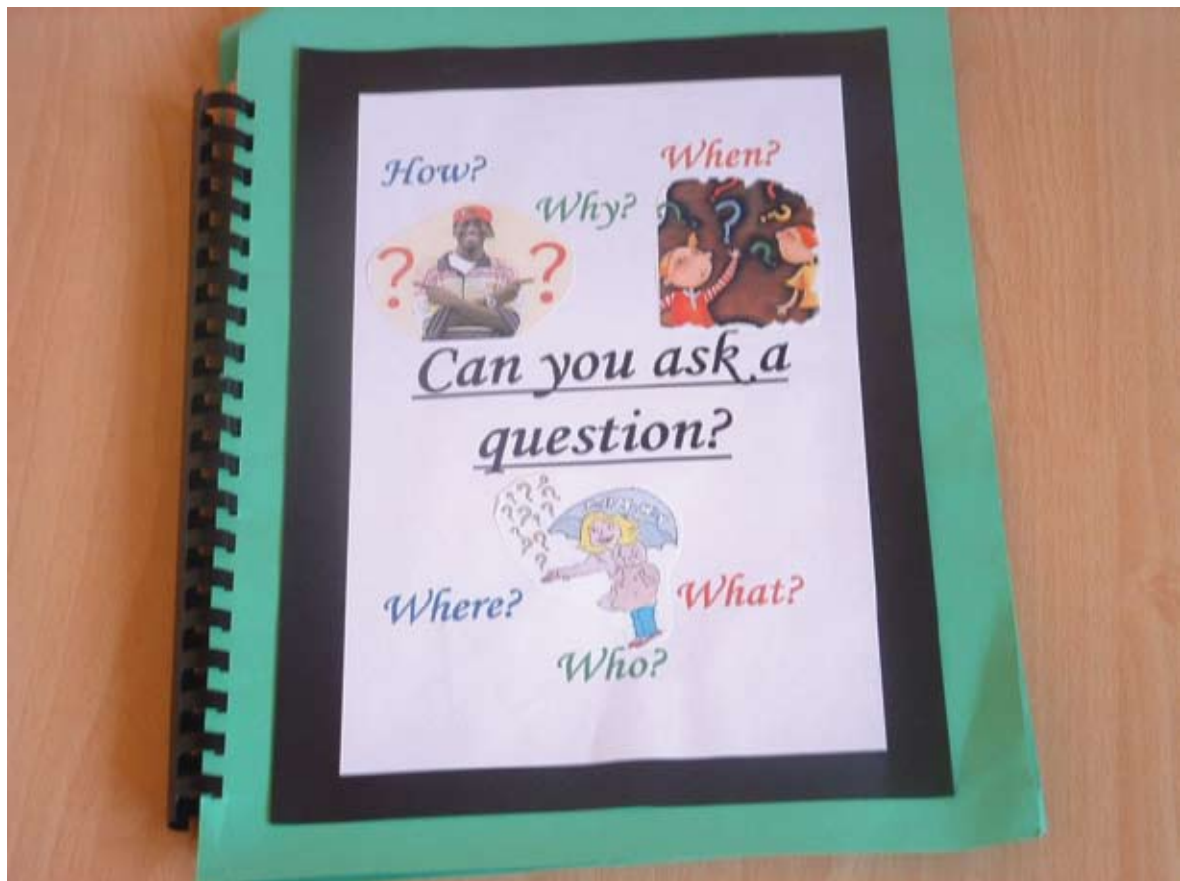 How?
When?
Why?
? ?
Can you ask a
question?
Where?
What?
Who?